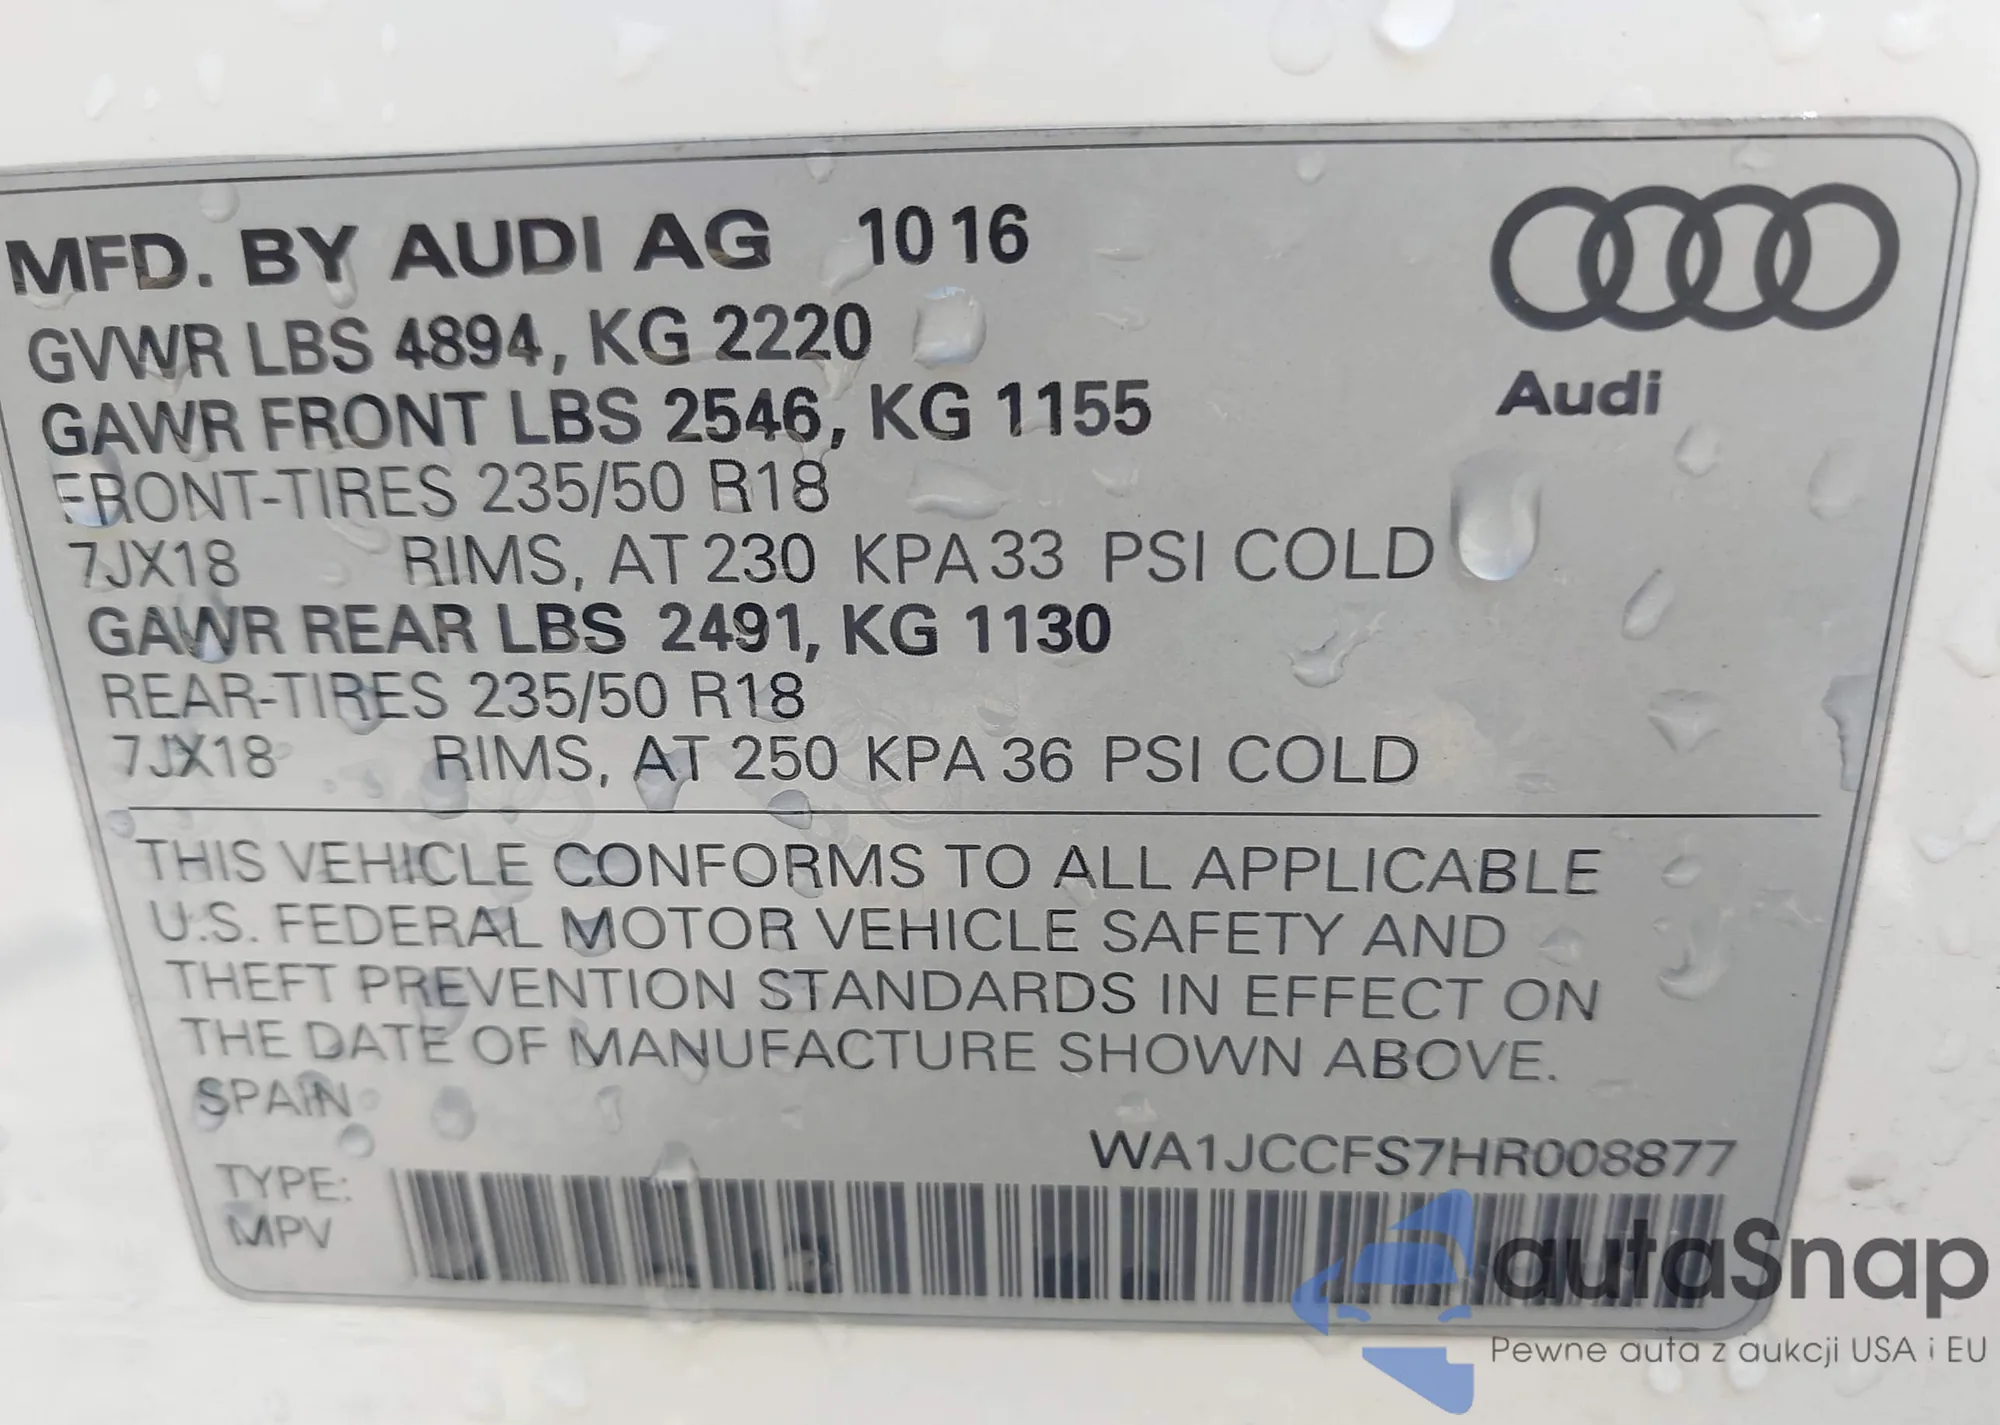 MFD. BY AUDI AG 10 16
GVWR LBS 4894, KG 2220
GAWR FRONT LBS 2546, KG 1155
FRONT-TIRES 235/50 R18
7JX18 RIMS, AT 230 KPA 33 PSI COLD
GAWR REAR LBS 2491, KG 1130
REAR-TIRES 235/50 R18
7JX18 RIMS, AT 250 KPA 36 PSI COLD
Audi
THIS VEHICLE CONFORMS TO ALL APPLICABLE
U.S. FEDERAL MOTOR VEHICLE SAFETY AND
THEFT PREVENTION STANDARDS IN EFFECT ON
THE DATE OF MANUFACTURE SHOWN ABOVE.
SPAIN
WA1JCCFS7HR008877
TYPE:
MPV
autaSnap
Pewne auta z aukcji USA i EU